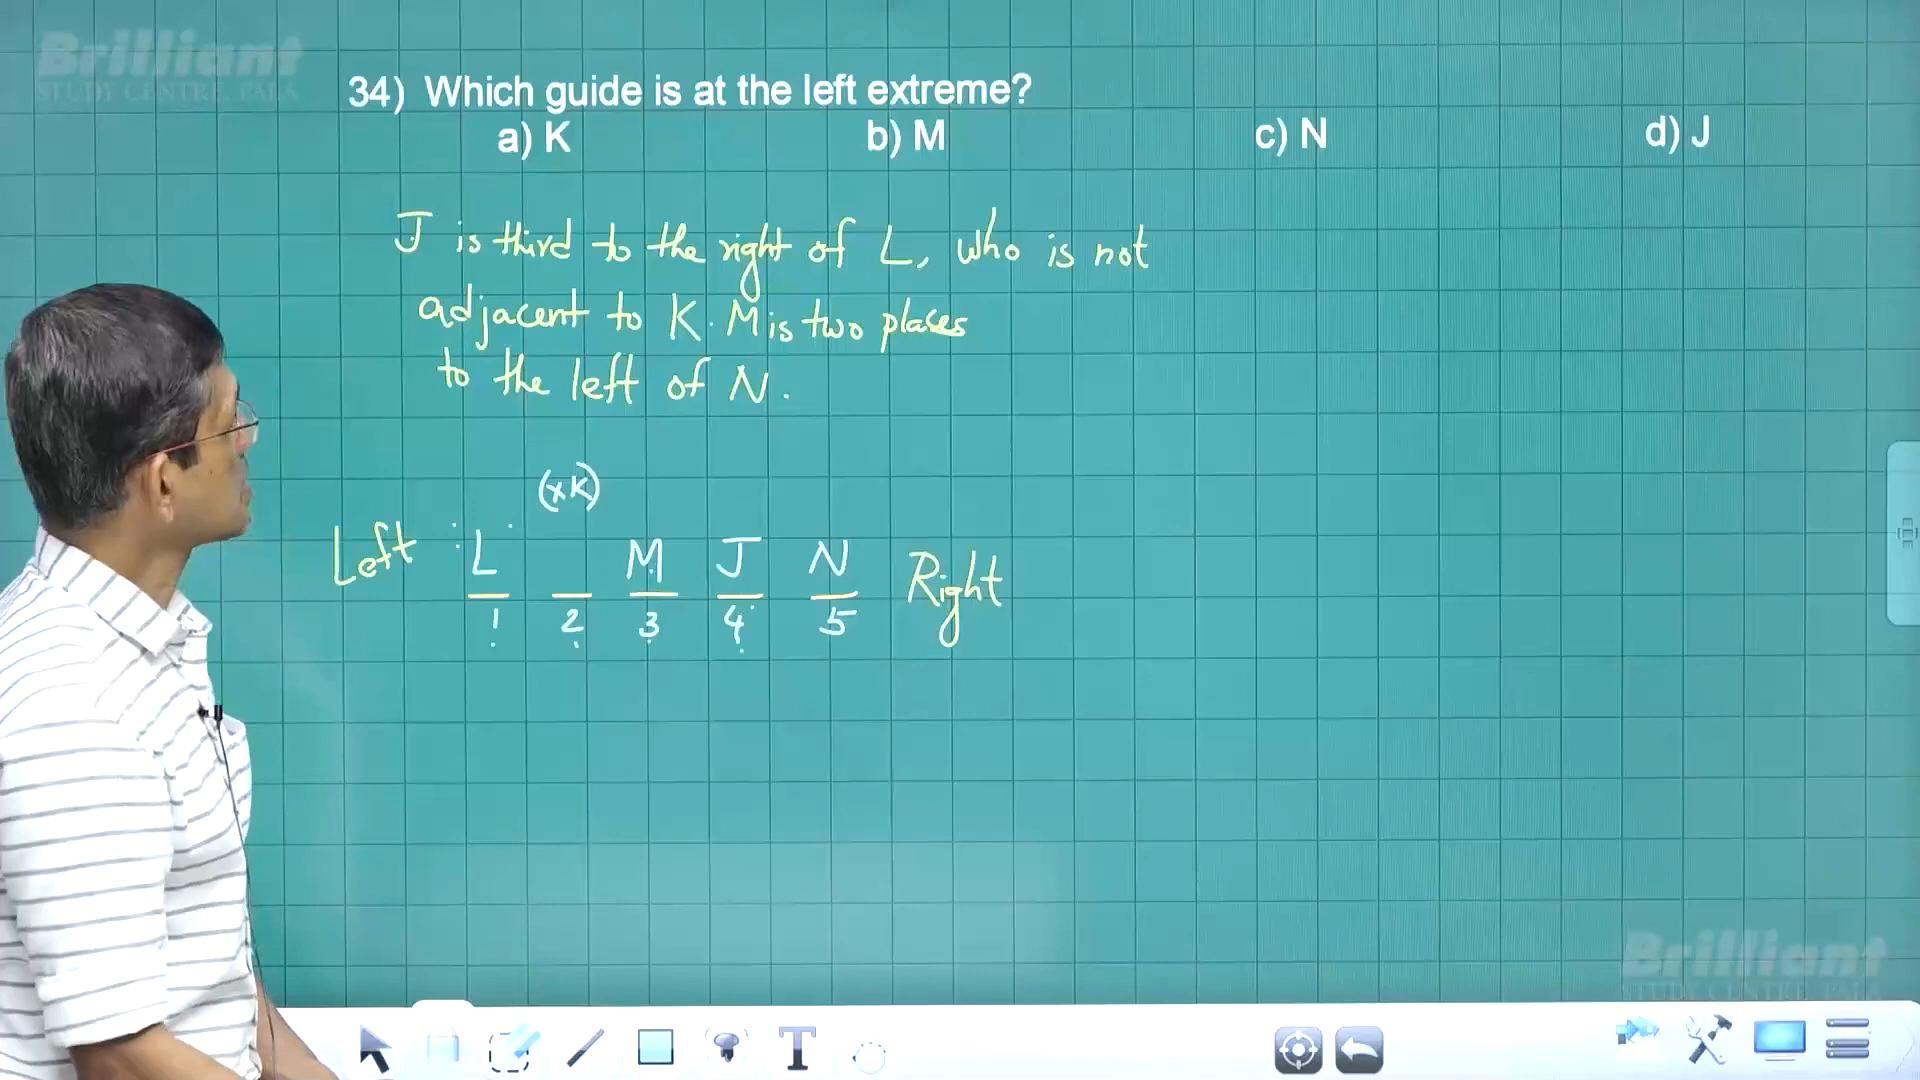 Brilliant
STUDY CENTRE, PALA
34) Which guide is at the left extreme?
a) K b) M c) N d) J
J is third to the right of L, who is not
adjacent to K. M is two places
to the left of N.
(x K)
Left L M J N Right
1 2 3 4 5
Brilliant
STUDY CENTRE, PALA
T